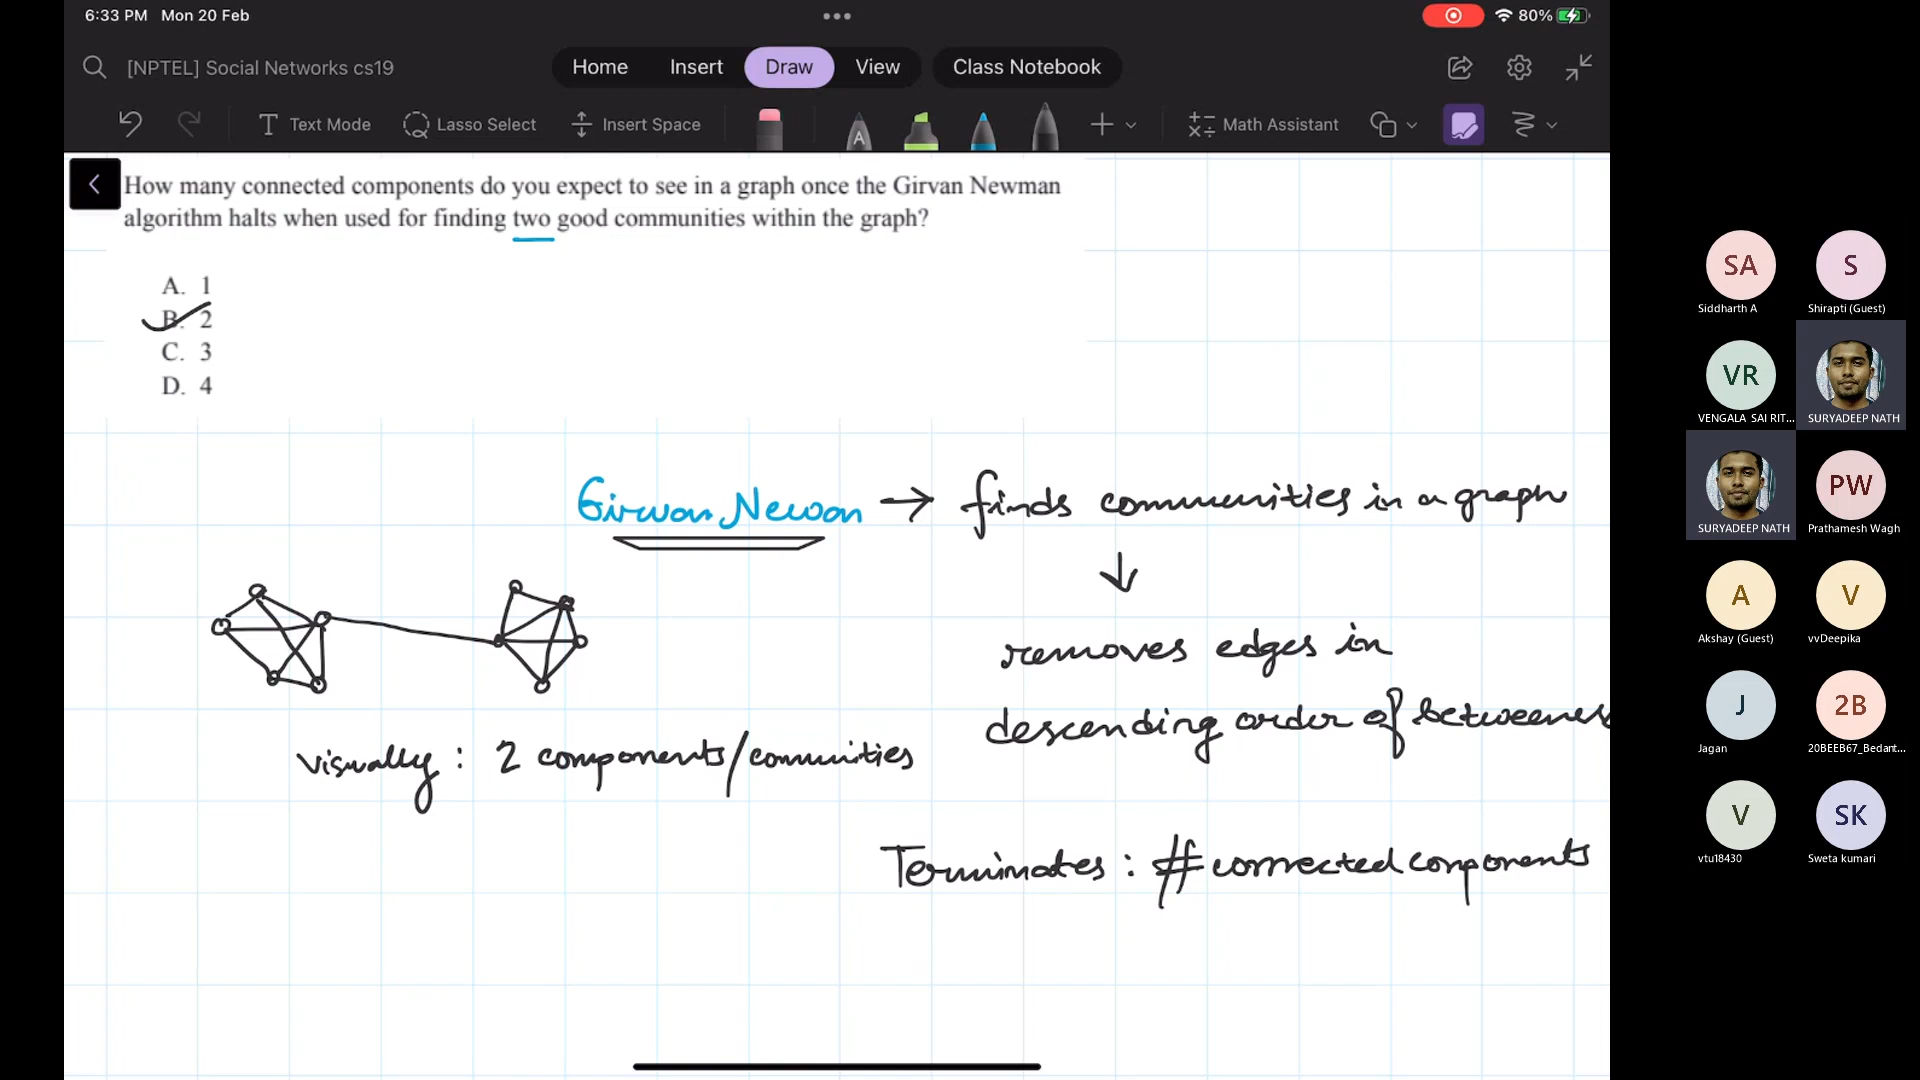 6:33 PM Mon 20 Feb
80%
[NPTEL] Social Networks cs19
Home Insert Draw View Class Notebook
Text Mode Lasso Select Insert Space Math Assistant
How many connected components do you expect to see in a graph once the Girvan Newman
algorithm halts when used for finding two good communities within the graph?
A. 1
B. 2
C. 3
D. 4
Girvan Newan → finds communities in a graph
removes edges in
descending order of betweeness
visually : 2 components/communities
Terminates : # connected components
SA S
Siddharth A Shirapti (Guest)
VR
VENGALA SAI RIT... SURYADEEP NATH
PW
SURYADEEP NATH Prathamesh Wagh
A V
Akshay (Guest) vvDeepika
J 2B
Jagan 20BEEB67_Bedant...
V SK
vtu18430 Sweta kumari